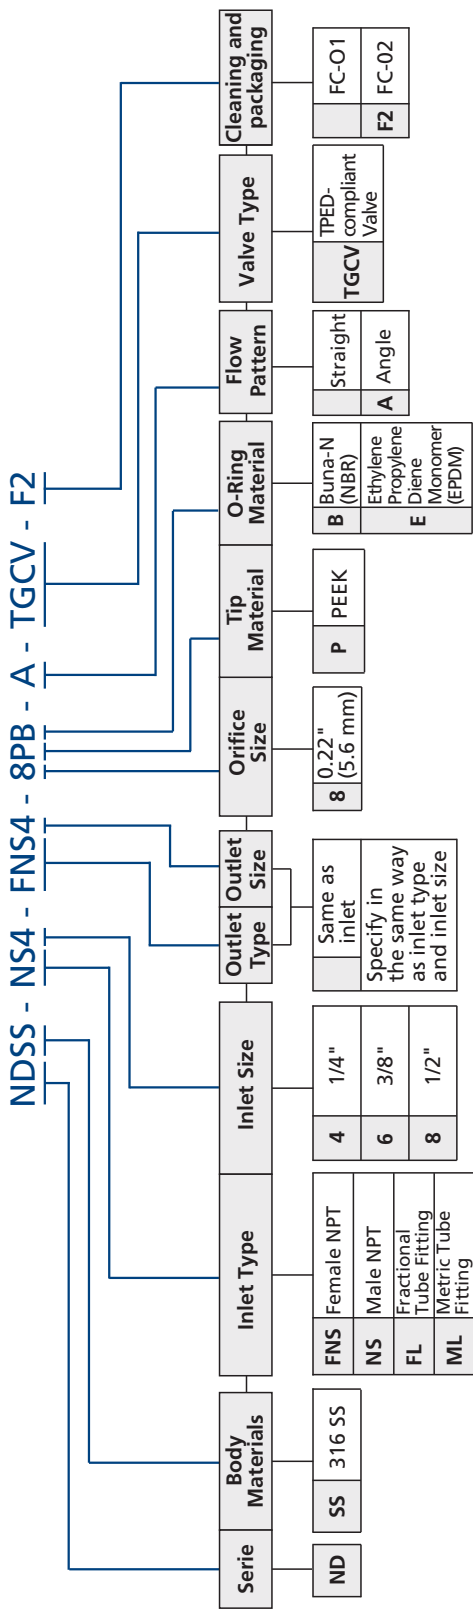 NDSS - NS4 - FNS4 - 8PB - A - TGCV - F2
Serie
ND
Body
Materials
SS 316 SS
Inlet Type
FNS Female NPT
NS Male NPT
FL Fractional
Tube Fitting
ML Metric Tube
Fitting
Inlet Size
4 1/4"
6 3/8"
8 1/2"
Outlet
Type
Outlet
Size
Same as
inlet
Specify in
the same way
as inlet type
and inlet size
Orifice
Size
8 0.22"
(5.6 mm)
Tip
Material
P PEEK
O-Ring
Material
B Buna-N
(NBR)
E Ethylene
Propylene
Diene
Monomer
(EPDM)
Flow
Pattern
Straight
A Angle
Valve Type
TGCV TPED-
compliant
Valve
Cleaning and
packaging
FC-O1
F2 FC-02